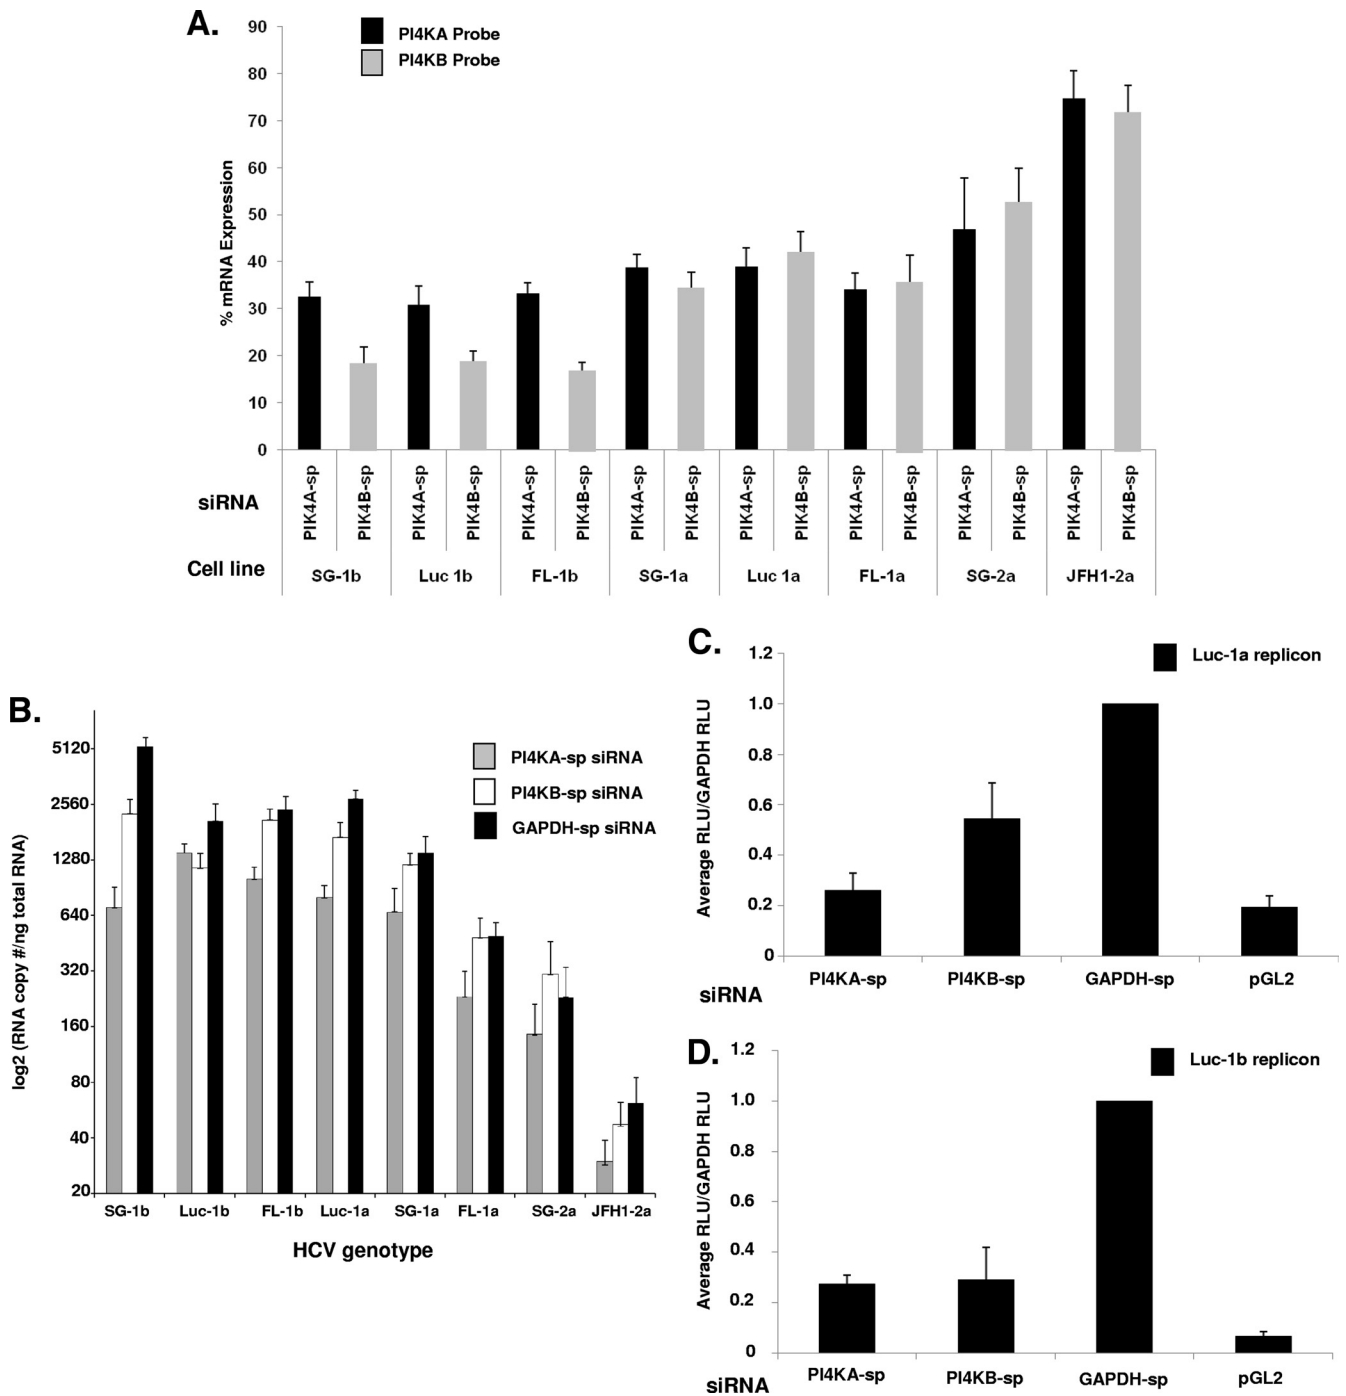 A.
PI4KA Probe
PI4KB Probe
% mRNA Expression
90
80
70
60
50
40
30
20
10
0
siRNA
PIK4A-sp PIK4B-sp PIK4A-sp PIK4B-sp PIK4A-sp PIK4B-sp PIK4A-sp PIK4B-sp PIK4A-sp PIK4B-sp PIK4A-sp PIK4B-sp PIK4A-sp PIK4B-sp PIK4A-sp PIK4B-sp
Cell line
SG-1b Luc 1b FL-1b SG-1a Luc 1a FL-1a SG-2a JFH1-2a
B.
PI4KA-sp siRNA
PI4KB-sp siRNA
GAPDH-sp siRNA
log2 (RNA copy #/ng total RNA)
5120
2560
1280
640
320
160
80
40
20
SG-1b Luc-1b FL-1b Luc-1a SG-1a FL-1a SG-2a JFH1-2a
HCV genotype
C.
Luc-1a replicon
Average RLU/GAPDH RLU
1.2
1.0
0.8
0.6
0.4
0.2
0
siRNA
PI4KA-sp PI4KB-sp GAPDH-sp pGL2
D.
Luc-1b replicon
Average RLU/GAPDH RLU
1.2
1.0
0.8
0.6
0.4
0.2
0
siRNA
PI4KA-sp PI4KB-sp GAPDH-sp pGL2